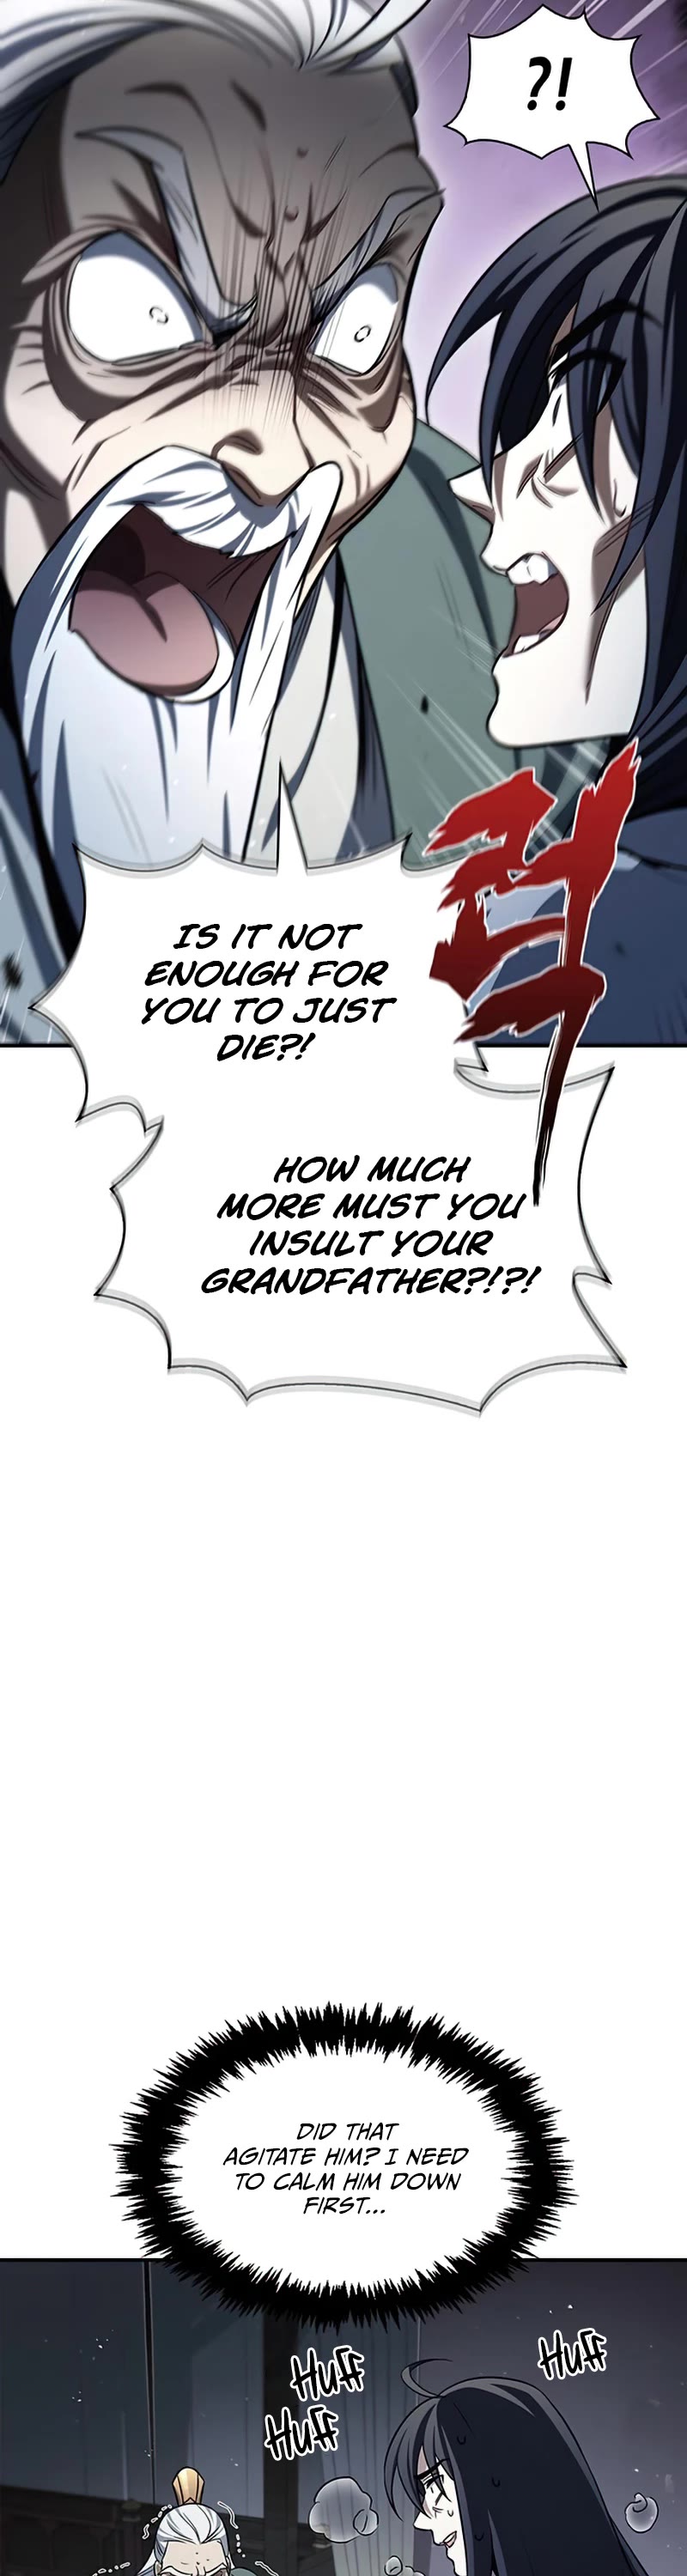 ?!
IS IT NOT
ENOUGH FOR
YOU TO JUST
DIE?!
HOW MUCH
MORE MUST YOU
INSULT YOUR
GRANDFATHER?!?!
DID THAT
AGITATE HIM? I NEED
TO CALM HIM DOWN
FIRST...
Huff
Huff
Huff